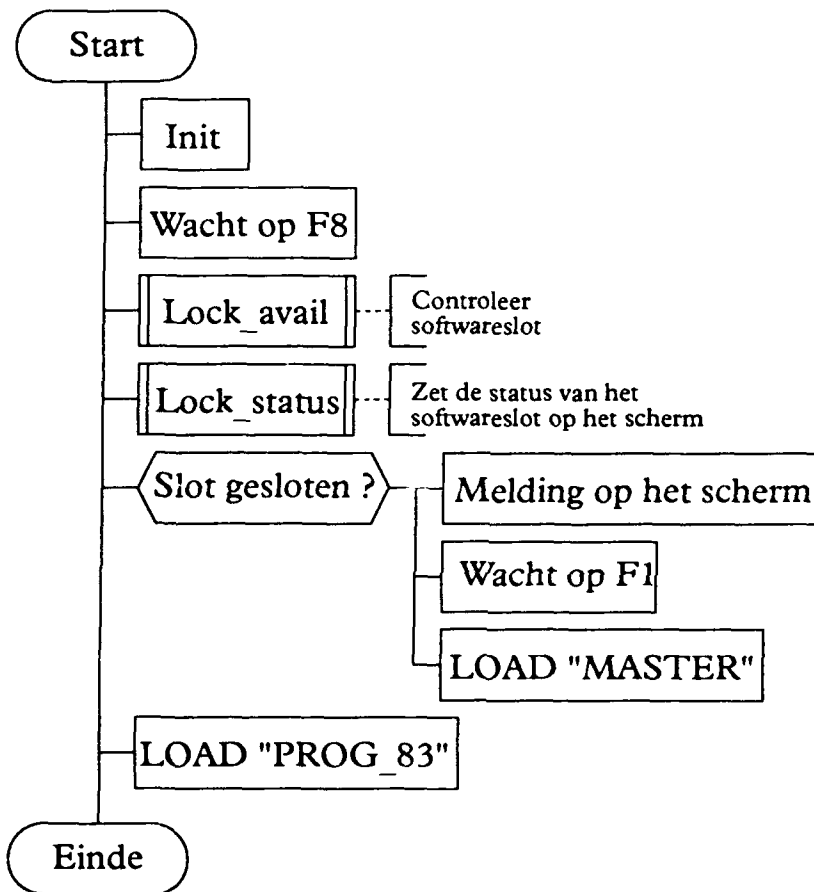 Start
Init
Wacht op F8
Lock_avail
Controleer
softwareslot
Lock_status
Zet de status van het
softwareslot op het scherm
Slot gesloten ?
Melding op het scherm
Wacht op F1
LOAD "MASTER"
LOAD "PROG_83"
Einde